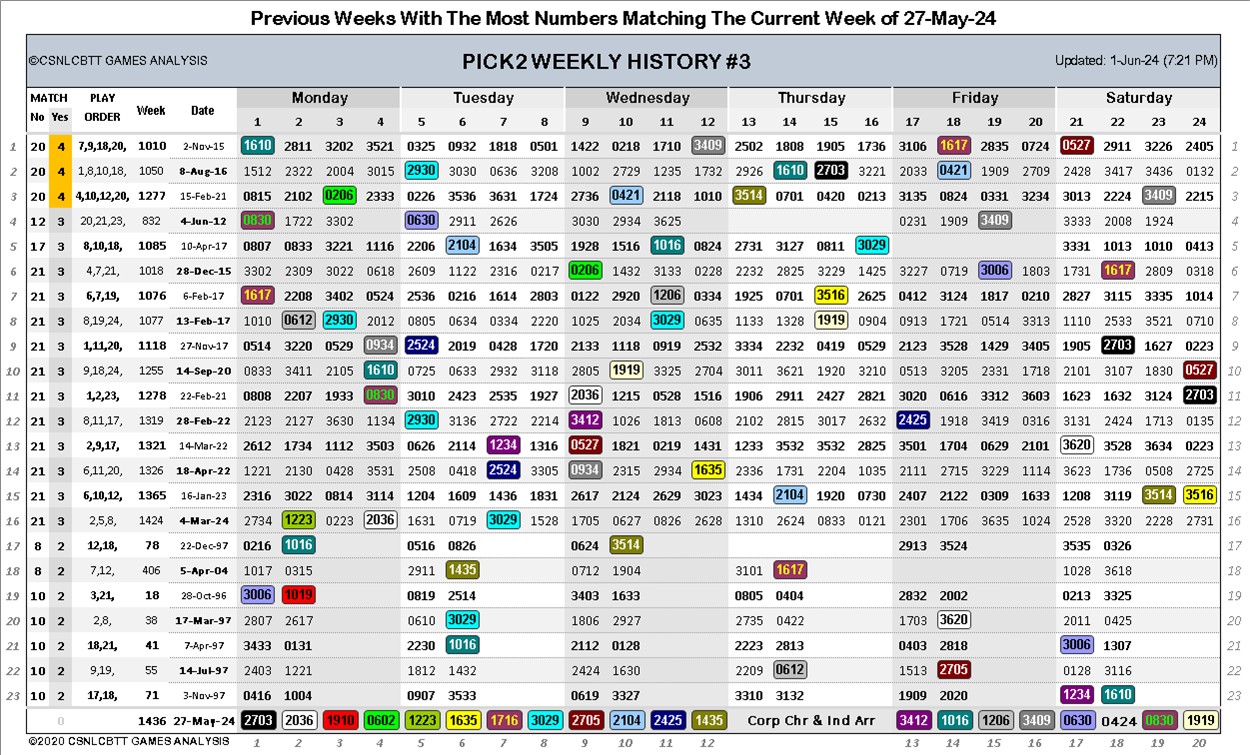 Previous Weeks With The Most Numbers Matching The Current Week of 27-May-24
©CSNLCBTT GAMES ANALYSIS PICK2 WEEKLY HISTORY #3 Updated: 1-Jun-24 (7:21 PM)
MATCH PLAY Week Date Monday Tuesday Wednesday Thursday Friday Saturday
No Yes ORDER 1 2 3 4 5 6 7 8 9 10 11 12 13 14 15 16 17 18 19 20 21 22 23 24
1 20 4 7,9,18,20, 1010 2-Nov-15 1610 2811 3202 3521 0325 0932 1818 0501 1422 0218 1710 3409 2502 1808 1905 1736 3106 1617 2835 0724 0527 2911 3226 2405 1
2 20 4 1,8,10,18, 1050 8-Aug-16 1512 2322 2004 3015 2930 3030 0636 3208 1002 2729 1235 1732 2926 1610 2703 3221 2033 0421 1909 2709 2428 3417 3436 0132 2
3 20 4 4,10,12,20, 1277 15-Feb-21 0815 2102 0206 2333 0226 3536 3631 1724 2736 0421 2118 1010 3514 0701 0420 0213 3135 0824 0331 3234 3013 2224 3409 2215 3
4 12 3 20,21,23, 832 4-Jun-12 0830 1722 3302 0630 2911 2626 3030 2934 3625 0231 1909 3409 3333 2008 1924 4
5 17 3 8,10,18, 1085 10-Apr-17 0807 0833 3221 1116 2206 2104 1634 3505 1928 1516 1016 0824 2731 3127 0811 3029 3331 1013 1010 0413 5
6 21 3 4,7,21, 1018 28-Dec-15 3302 2309 3022 0618 2609 1122 2316 0217 0206 1432 3133 0228 2232 2825 3229 1425 3227 0719 3006 1803 1731 1617 2809 0318 6
7 21 3 6,7,19, 1076 6-Feb-17 1617 2208 3402 0524 2536 0216 1614 2803 0122 2920 1206 0334 1925 0701 3516 2625 0412 3124 1817 0210 2827 3115 3335 1014 7
8 21 3 8,19,24, 1077 13-Feb-17 1010 0612 2930 2012 0805 0634 0334 2220 1025 2034 3029 0635 1133 1328 1919 0904 0913 1721 0514 3313 1110 2533 3521 0710 8
9 21 3 1,11,20, 1118 27-Nov-17 0514 3220 0529 0934 2524 2019 0428 1720 2133 1118 0919 2532 3334 2232 0419 0529 2123 3528 1429 3405 1905 2703 1627 0223 9
10 21 3 9,18,24, 1255 14-Sep-20 0833 3411 2105 1610 0725 0633 2932 3118 2805 1919 3325 2704 3011 3621 1920 3210 0513 3205 2331 1718 2101 3107 1830 0527 10
11 21 3 1,2,23, 1278 22-Feb-21 0808 2207 1933 0830 3010 2423 2535 1927 2036 1215 0528 1516 1906 2911 2427 2821 3020 0616 3312 3603 1623 1632 3124 2703 11
12 21 3 8,11,17, 1319 28-Feb-22 2123 2127 3630 1134 2930 3136 2722 2214 3412 1026 1813 0608 2102 2815 3017 2632 2425 1918 3419 0316 3131 2424 1713 0135 12
13 21 3 2,9,17, 1321 14-Mar-22 2612 1734 1112 3503 0626 2114 1234 1316 0527 1821 0219 1431 1233 3532 3532 2825 3501 1704 0629 2101 3620 3528 3634 0223 13
14 21 3 6,11,20, 1326 18-Apr-22 1221 2130 0428 3531 2508 0418 2524 3305 0934 2315 2934 1635 2336 1731 2204 1035 2111 2715 3229 1114 3623 1736 0508 2725 14
15 21 3 6,10,12, 1365 16-Jan-23 2316 3022 0814 3114 1204 1609 1436 1831 2617 2124 2629 3023 1434 2104 1920 0730 2407 2122 0309 1633 1208 3119 3514 3516 15
16 21 3 2,5,8, 1424 4-Mar-24 2734 1223 0223 2036 1631 0719 3029 1528 1705 0627 0826 2628 1310 2624 0833 0121 2301 1706 3635 1024 2528 3320 2228 2731 16
17 8 2 12,18, 78 22-Dec-97 0216 1016 0516 0826 0624 3514 2913 3524 3535 0326 17
18 8 2 7,12, 406 5-Apr-04 1017 0315 2911 1435 0712 1904 3101 1617 1028 3618 18
19 10 2 3,21, 18 28-Oct-96 3006 1019 0819 2514 3403 1633 0805 0404 2832 2002 0213 3325 19
20 10 2 2,8, 38 17-Mar-97 2807 2617 0610 3029 1806 2927 2735 0422 1703 3620 2011 0425 20
21 10 2 18,21, 41 7-Apr-97 3433 0131 2230 1016 2112 0128 2223 2813 0403 2818 3006 1307 21
22 10 2 9,19, 55 14-Jul-97 2403 1221 1812 1432 2424 1630 2209 0612 1513 2705 0128 3116 22
23 10 2 17,18, 71 3-Nov-97 0416 1004 0907 3533 0619 3327 3310 3132 1909 2020 1234 1610 23
0 1436 27-May-24 2703 2036 1910 0602 1223 1635 1716 3029 2705 2104 2425 1435 Corp Chr & Ind Arr 3412 1016 1206 3409 0630 0424 0830 1919
©2020 CSNLCBTT GAMES ANALYSIS 1 2 3 4 5 6 7 8 9 10 11 12 13 14 15 16 17 18 19 20